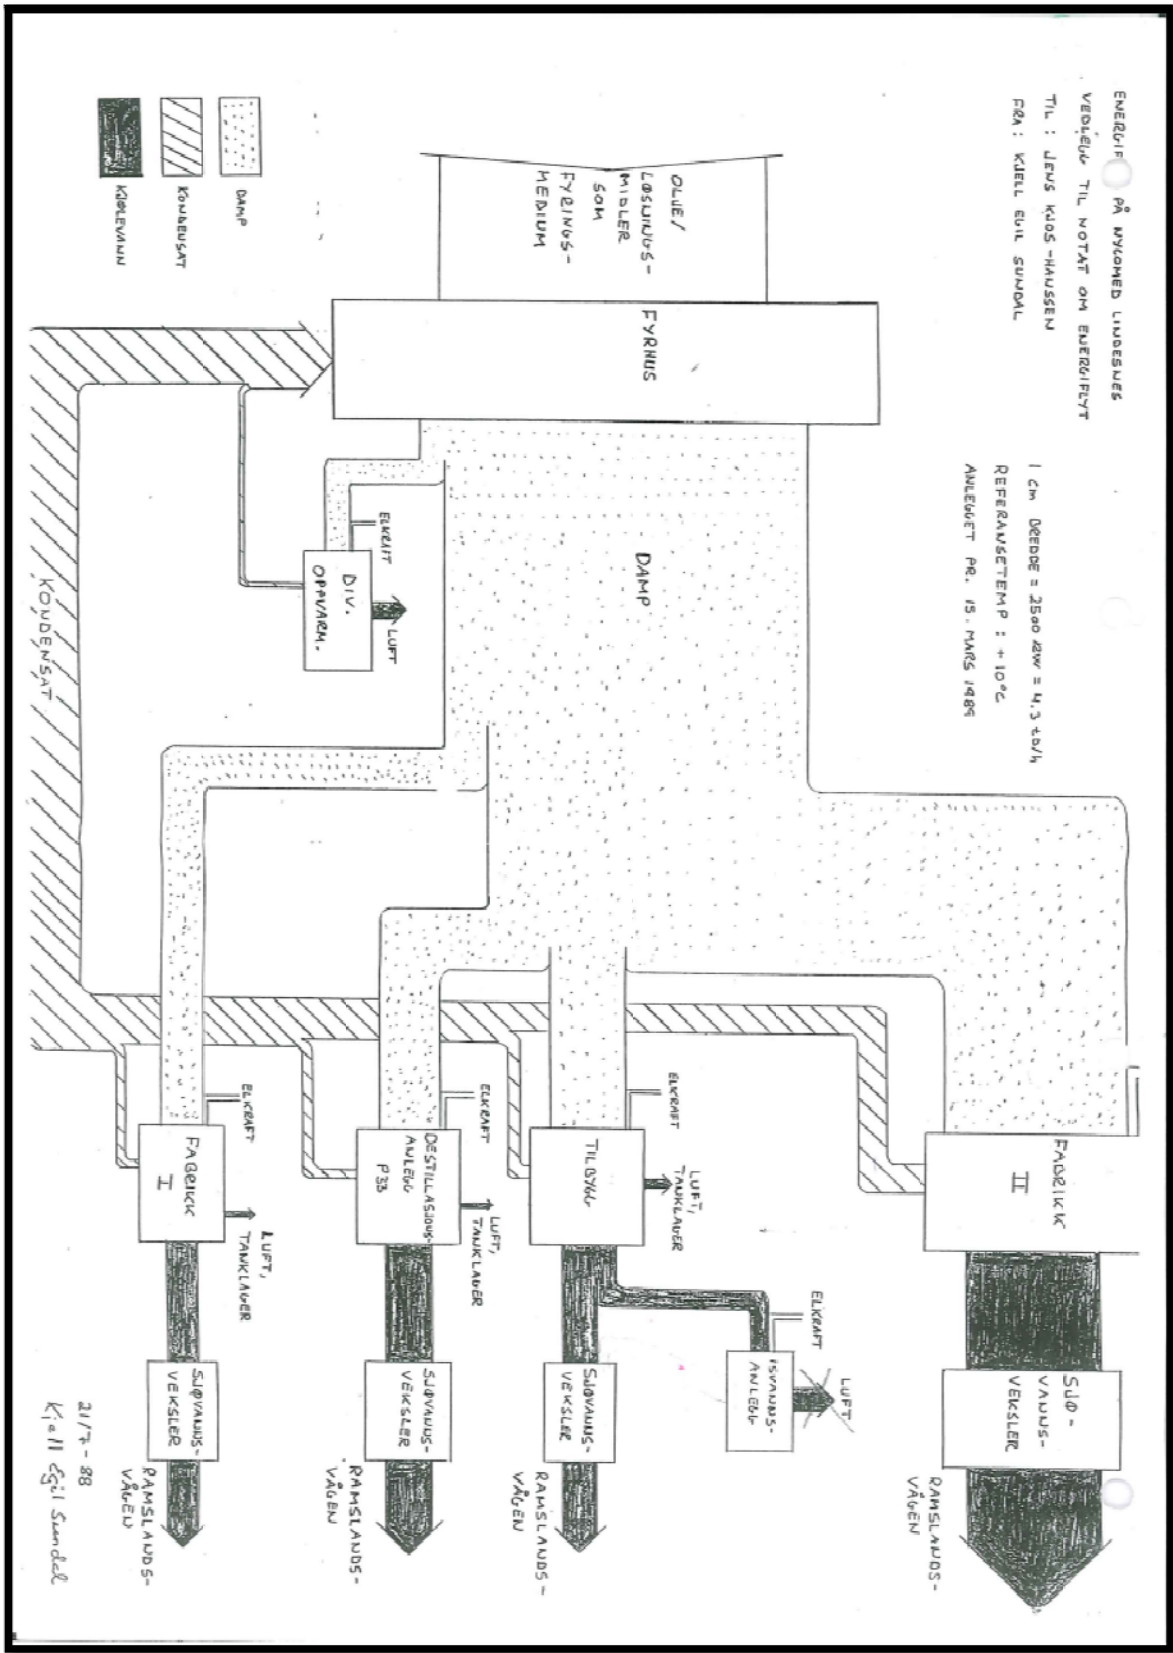 ENERGIF PÅ NYCOMED LINDESNES
VEDLEGG TIL NOTAT OM ENERGIFLYT
TIL : JENS KJOS-HANSSEN
FRA : KJELL EGIL SUNDAL
1 CM BREDDE = 2500 KW = 4.3 to/h
REFERANSETEMP : +10°C
ANLEGGET PR. 15. MARS 1989
OLJE/
LØSNINGS-
MIDLER
SOM
FYRINGS-
MEDIUM
FYRHUS
DAMP
DAMP
KONDENSAT
KJØLEVANN
ELKRAFT
DIV.
OPPVARM.
LUFT
KONDENSAT
FABRIKK
II
SJØ-
VANNS-
VEKSLER
RAMSLANDS-
VÅGEN
ELKRAFT
ISVANNS-
ANLEGG
LUFT
ELKRAFT
TILBYGG
LUFT,
TANKLAGER
SJØVANNS-
VEKSLER
RAMSLANDS-
VÅGEN
ELKRAFT
DESTILLASJONS-
ANLEGG
P33
LUFT,
TANKLAGER
SJØVANNS-
VEKSLER
RAMSLANDS-
VÅGEN
ELKRAFT
FABRIKK
I
LUFT,
TANKLAGER
SJØVANNS-
VEKSLER
RAMSLANDS-
VÅGEN
21/7-88
Kjell Egil Sundal